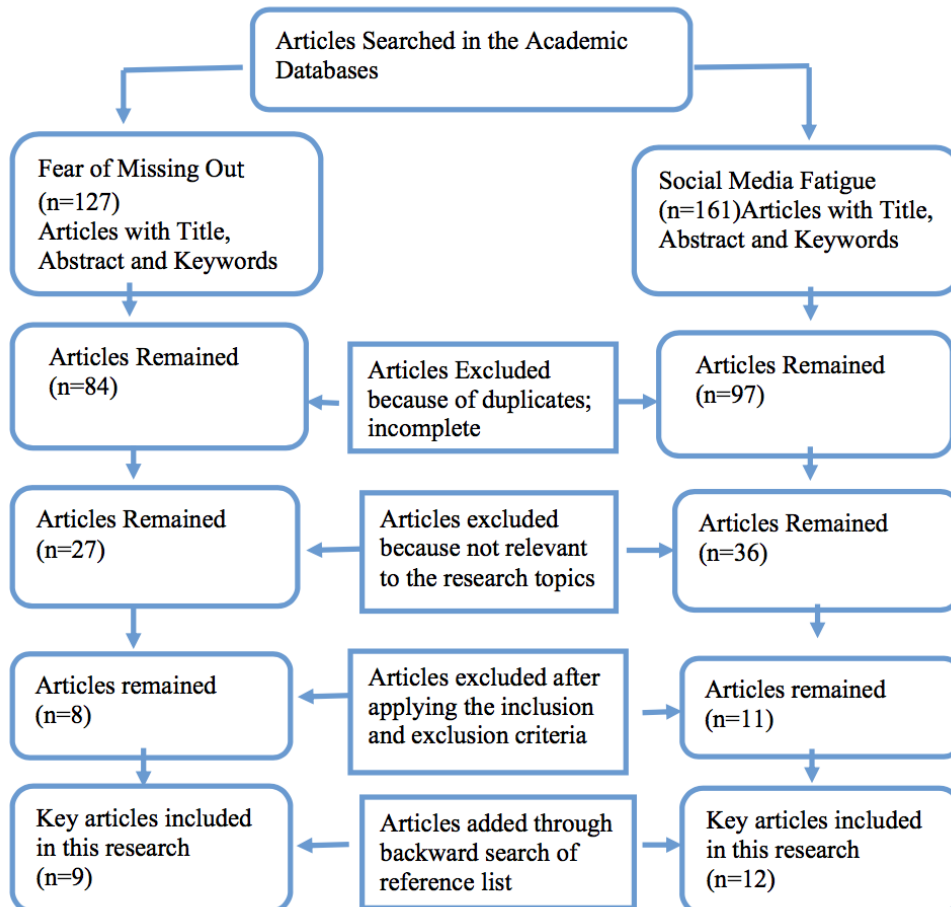 Articles Searched in the Academic
Databases
Fear of Missing Out
(n=127)
Articles with Title,
Abstract and Keywords
Social Media Fatigue
(n=161)Articles with Title,
Abstract and Keywords
Articles Remained
(n=84)
Articles Excluded
because of duplicates;
incomplete
Articles Remained
(n=97)
Articles Remained
(n=27)
Articles excluded
because not relevant
to the research topics
Articles Remained
(n=36)
Articles remained
(n=8)
Articles excluded after
applying the inclusion
and exclusion criteria
Articles remained
(n=11)
Key articles included
in this research
(n=9)
Articles added through
backward search of
reference list
Key articles included
in this research
(n=12)